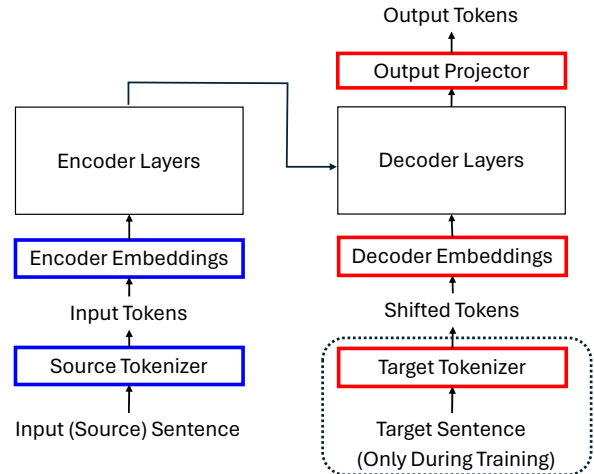 Output Tokens
Output Projector
Encoder Layers
Decoder Layers
Encoder Embeddings
Decoder Embeddings
Input Tokens
Shifted Tokens
Source Tokenizer
Target Tokenizer
Input (Source) Sentence
Target Sentence
(Only During Training)